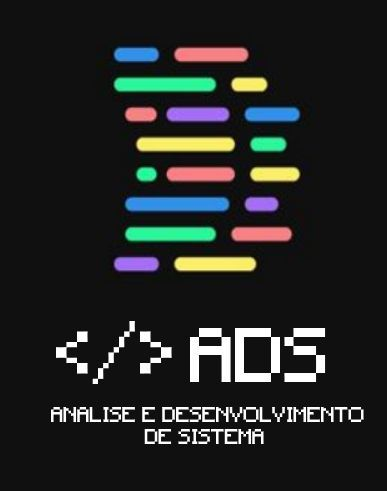 </> ADS
ANALISE E DESENVOLVIMENTO
DE SISTEMA